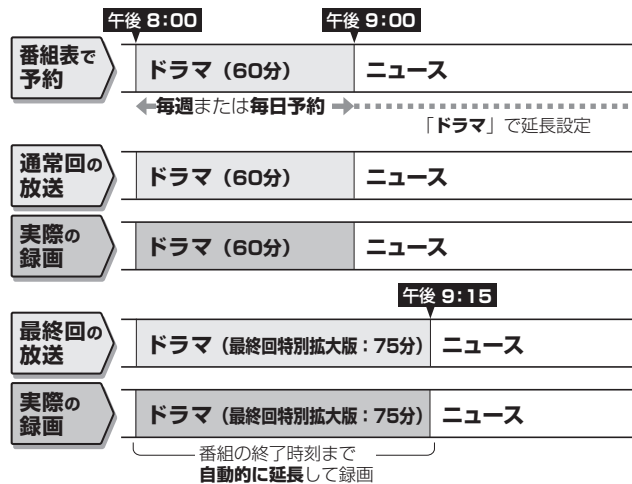 午後 8:00 午後 9:00
番組表で
予約
ドラマ（60分） ニュース
毎週または毎日予約
「ドラマ」で延長設定
通常回の
放送
ドラマ（60分） ニュース
実際の
録画
ドラマ（60分） ニュース
午後 9:15
最終回の
放送
ドラマ（最終回特別拡大版：75分） ニュース
実際の
録画
ドラマ（最終回特別拡大版：75分） ニュース
番組の終了時刻まで
自動的に延長して録画